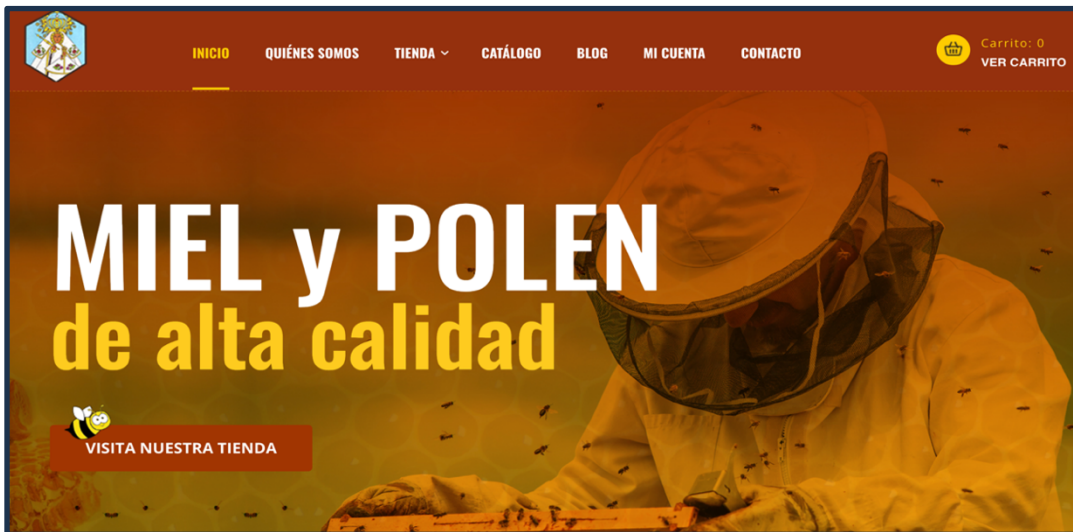 INICIO
QUIÉNES SOMOS
TIENDA
CATÁLOGO
BLOG
MI CUENTA
CONTACTO
Carrito: 0
VER CARRITO
MIEL y POLEN
de alta calidad
VISITA NUESTRA TIENDA